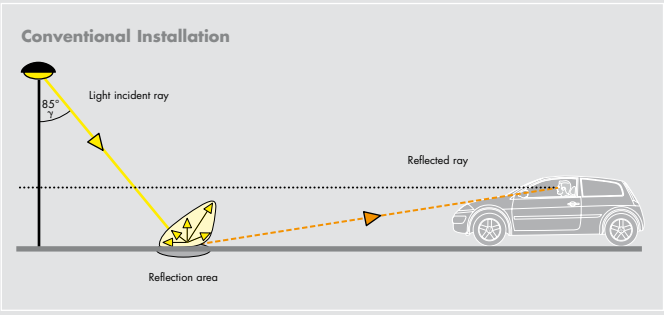 Conventional Installation
Light incident ray
85°
γ
Reflected ray
Reflection area